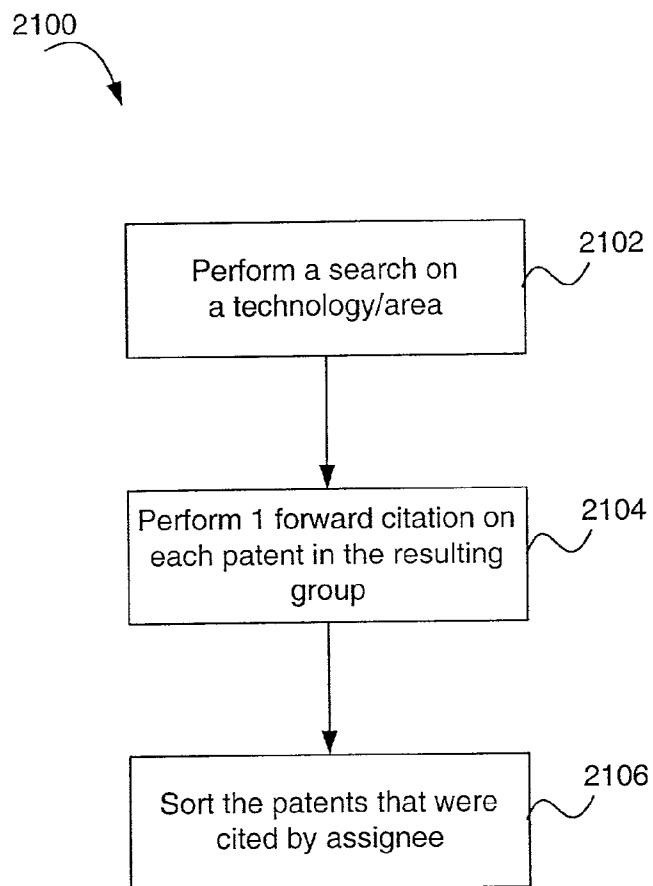 2100
Perform a search on
a technology/area
2102
Perform 1 forward citation on
each patent in the resulting
group
2104
Sort the patents that were
cited by assignee
2106